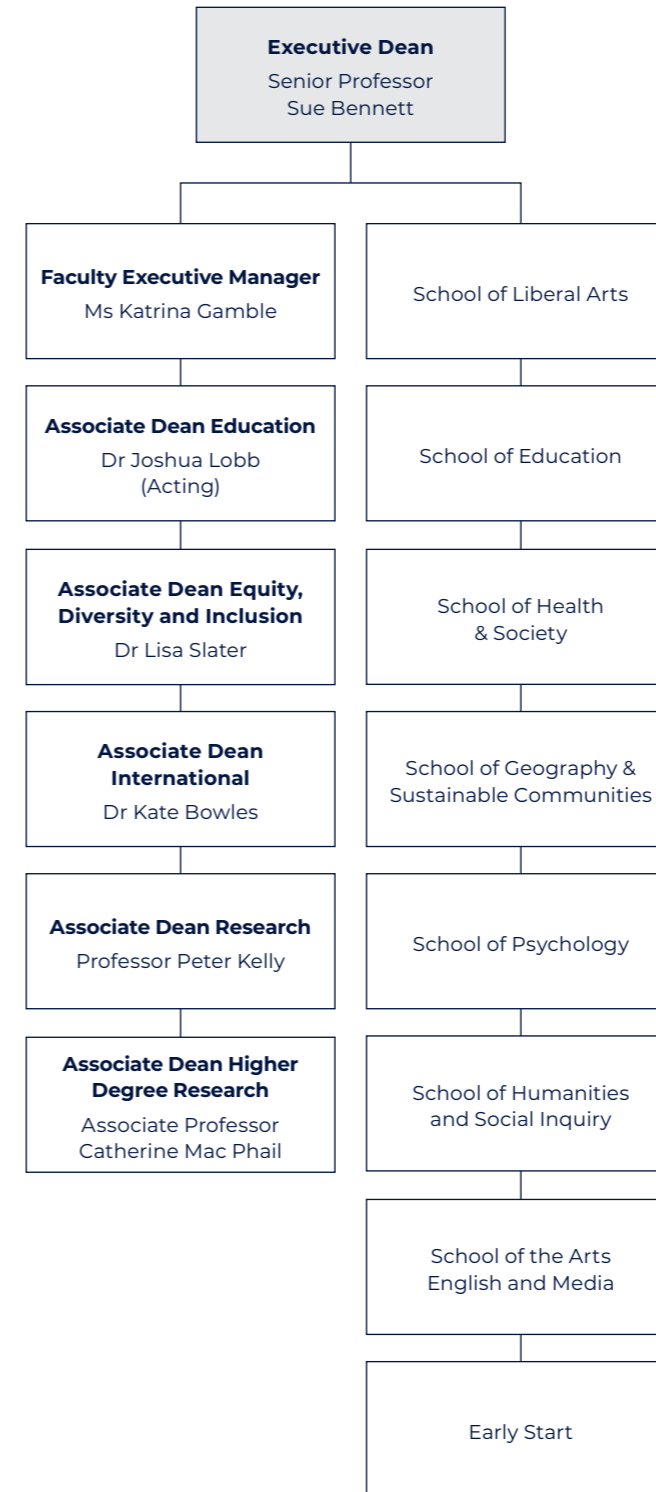 Executive Dean
Senior Professor
Sue Bennett
Faculty Executive Manager
Ms Katrina Gamble
Associate Dean Education
Dr Joshua Lobb
(Acting)
Associate Dean Equity,
Diversity and Inclusion
Dr Lisa Slater
Associate Dean
International
Dr Kate Bowles
Associate Dean Research
Professor Peter Kelly
Associate Dean Higher
Degree Research
Associate Professor
Catherine Mac Phail
School of Liberal Arts
School of Education
School of Health
& Society
School of Geography &
Sustainable Communities
School of Psychology
School of Humanities
and Social Inquiry
School of the Arts
English and Media
Early Start